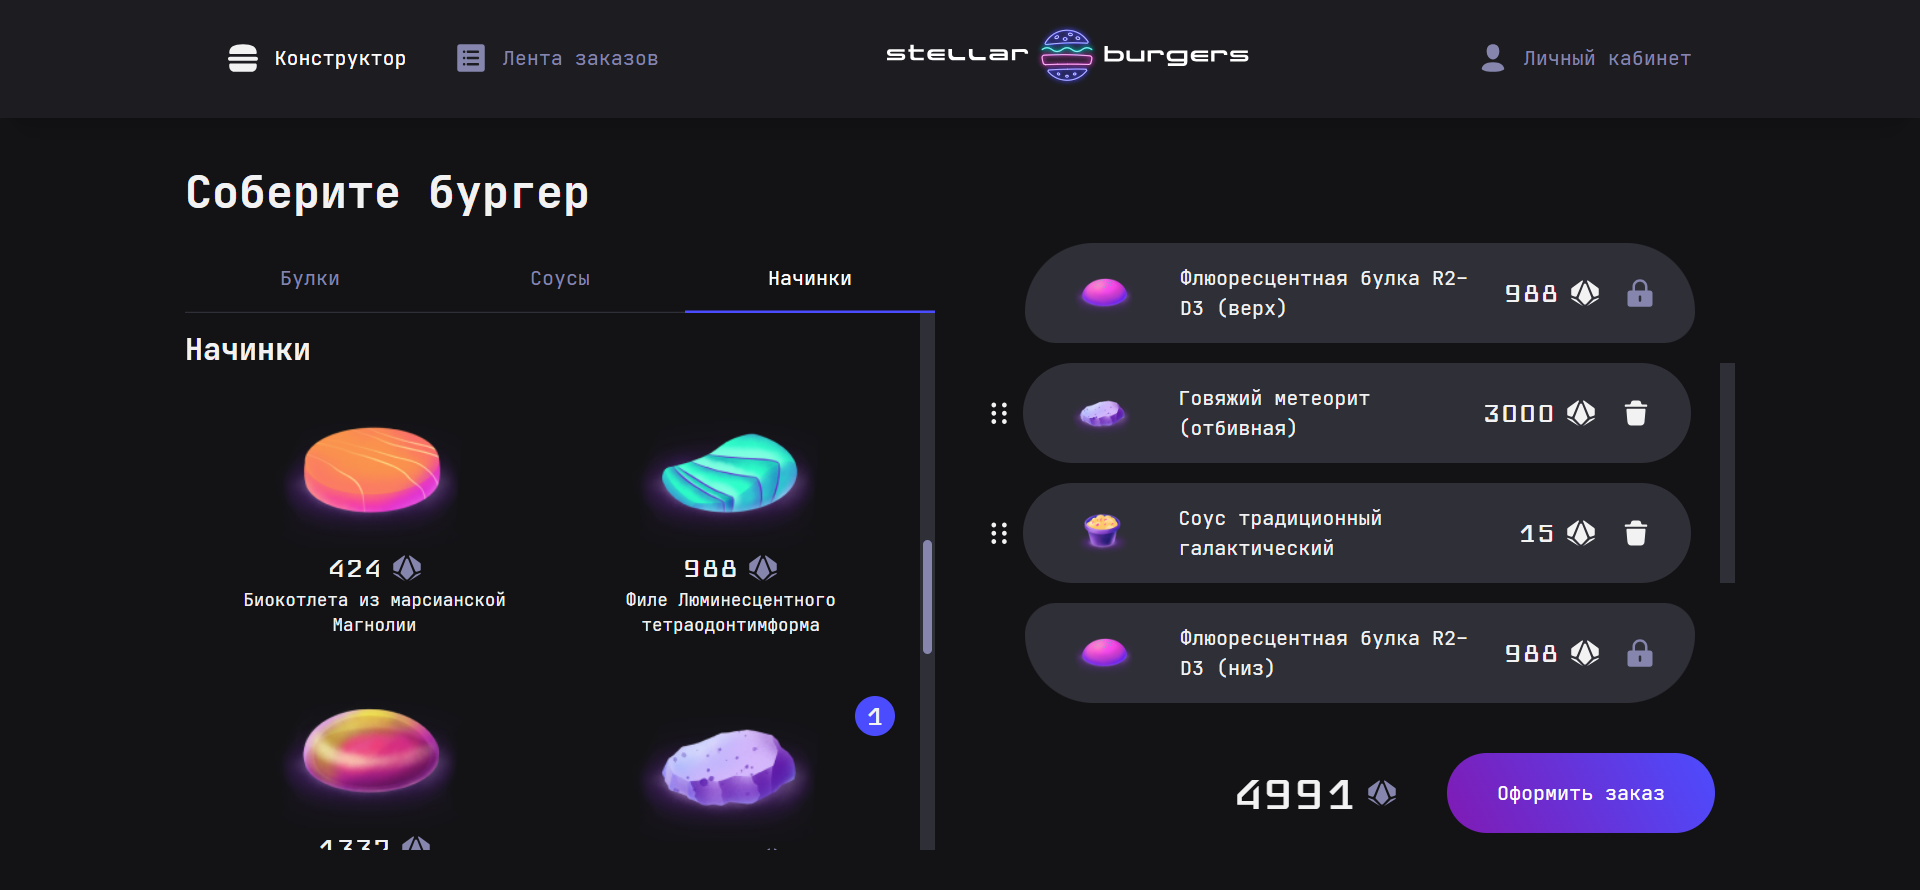 Конструктор
Лента заказов
stellar burgers
Личный кабинет
Соберите бургер
Булки
Соусы
Начинки
Начинки
424
Биокотлета из марсианской
Магнолии
988
Филе Люминесцентного
тетраодонтимформа
1
Флюоресцентная булка R2-
D3 (верх)
988
Говяжий метеорит
(отбивная)
3000
Соус традиционный
галактический
15
Флюоресцентная булка R2-
D3 (низ)
988
4991
Оформить заказ